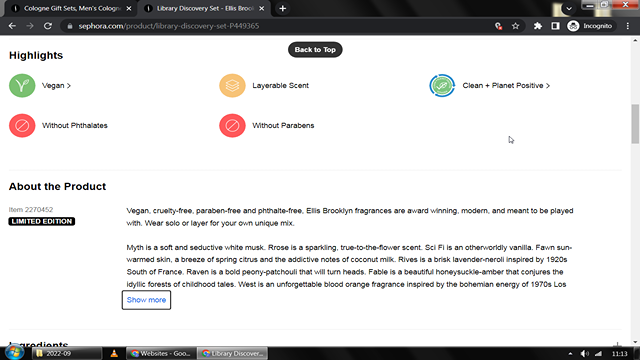 Cologne Gift Sets, Men's Cologne
Library Discovery Set - Ellis Brook
sephora.com/product/library-discovery-set-P449365
Incognito
Highlights
Back to Top
Vegan >
Layerable Scent
Clean + Planet Positive >
Without Phthalates
Without Parabens
About the Product
Item 2270452
LIMITED EDITION
Vegan, cruelty-free, paraben-free and phthalte-free, Ellis Brooklyn fragrances are award winning, modern, and meant to be played
with. Wear solo or layer for your own unique mix.
Myth is a soft and seductive white musk. Rrose is a sparkling, true-to-the-flower scent. Sci Fi is an otherworldly vanilla. Fawn sun-
warmed skin, a breeze of spring citrus and the addictive notes of coconut milk. Rives is a brisk lavender-neroli inspired by 1920s
South of France. Raven is a bold peony-patchouli that will turn heads. Fable is a beautiful honeysuckle-amber that conjures the
idyllic forests of childhood tales. West is an unforgettable blood orange fragrance inspired by the bohemian energy of 1970s Los
Show more
Ingredients
2022-09
Websites - Goo...
Library Discover...
11:13